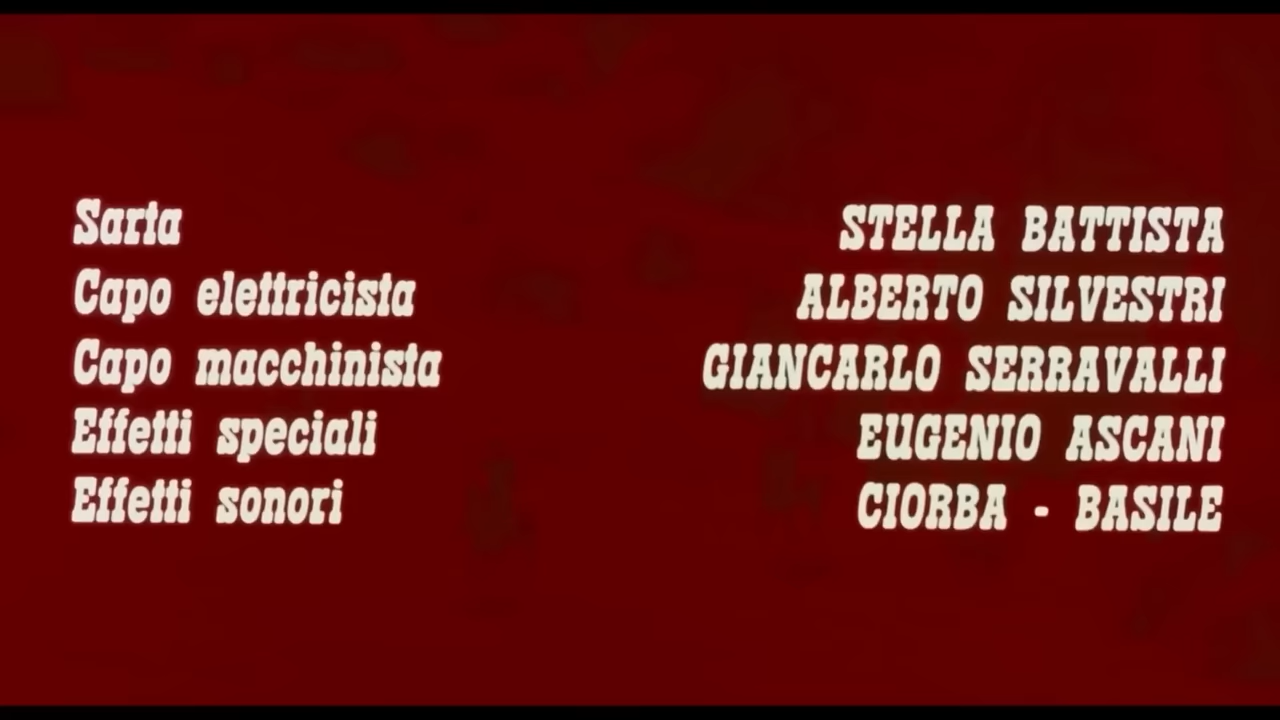 Sarta STELLA BATTISTA
Capo elettricista ALBERTO SILVESTRI
Capo macchinista GIANCARLO SERRAVALLI
Effetti speciali EUGENIO ASCANI
Effetti sonori CIORBA - BASILE